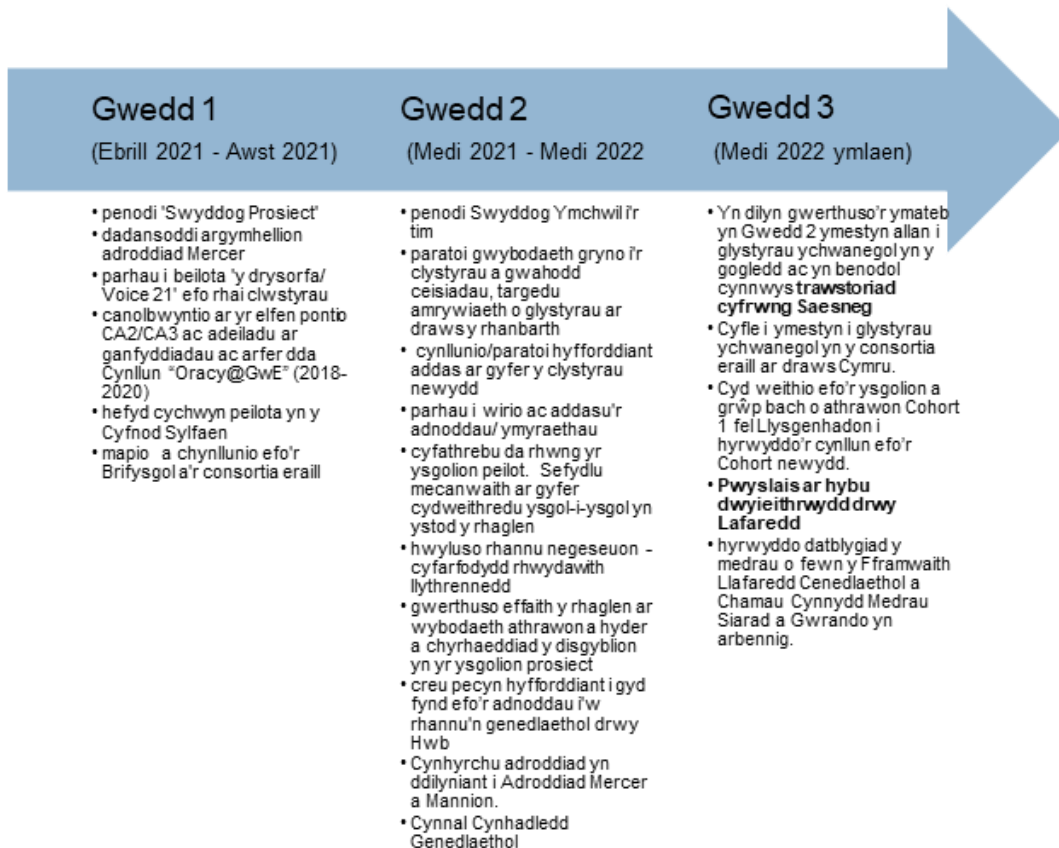 Gwedd 1
(Ebrill 2021 - Awst 2021)
• penodi 'Swyddog Prosiect'
• dadansoddi argymhellion
adroddiad Mercer
• parhau i beilota 'y drysorfa/
Voice 21' efo rhai clwstyrau
• canolbwyntio ar yr elfen pontio
CA2/CA3 ac adeiladu ar
ganfyddiadau ac arfer dda
Cynllun “Oracy@GwE” (2018-
2020)
• hefyd cychwyn peilota yn y
Cyfnod Sylfaen
• mapio a chynllunio efo'r
Brifysgol a'r consortia eraill
Gwedd 2
(Medi 2021 - Medi 2022
• penodi Swyddog Ymchwil i'r
tim
• paratoi gwybodaeth gryno i'r
clystyrau a gwahodd
ceisiadau, targedu
amrywiaeth o glystyrau ar
draws y rhanbarth
• cynllunio/paratoi hyfforddiant
addas ar gyfer y clystyrau
newydd
• parhau i wirio ac addasu'r
adnoddau/ ymyraethau
• cyfathrebu da rhwng yr
ysgolion peilot. Sefydlu
mecanwaith ar gyfer
cydweithredu ysgol-i-ysgol yn
ystod y rhaglen
• hwyluso rhannu negeseuon -
cyfarfodydd rhwydawith
llythrennedd
• gwerthuso effaith y rhaglen ar
wybodaeth athrawon a hyder
a chyrhaeddiad y disgyblion
yn yr ysgolion prosiect
• creu pecyn hyfforddiant i gyd
fynd efo'r adnoddau i'w
rhannu'n genedlaethol drwy
Hwb
• Cynhyrchu adroddiad yn
ddilyniant i Adroddiad Mercer
a Mannion.
• Cynnal Cynhadledd
Genedlaethol
Gwedd 3
(Medi 2022 ymlaen)
• Yn dilyn gwerthuso'r ymateb
yn Gwedd 2 ymestyn allan i
glystyrau ychwanegol yn y
gogledd ac yn benodol
cynnwys trawstoriad
cyfrwng Saesneg
• Cyfle i ymestyn i glystyrau
ychwanegol yn y consortia
eraill ar draws Cymru.
• Cyd weithio efo'r ysgolion a
grŵp bach o athrawon Cohort
1 fel Llysgenhadon i
hyrwyddo'r cynllun efo'r
Cohort newydd.
• Pwyslais ar hybu
dwyieithrwydd drwy
Lafaredd
• hyrwyddo datblygiad y
medrau o fewn y Fframwaith
Llafaredd Cenedlaethol a
Chamau Cynnydd Medrau
Siarad a Gwrando yn
arbennig.